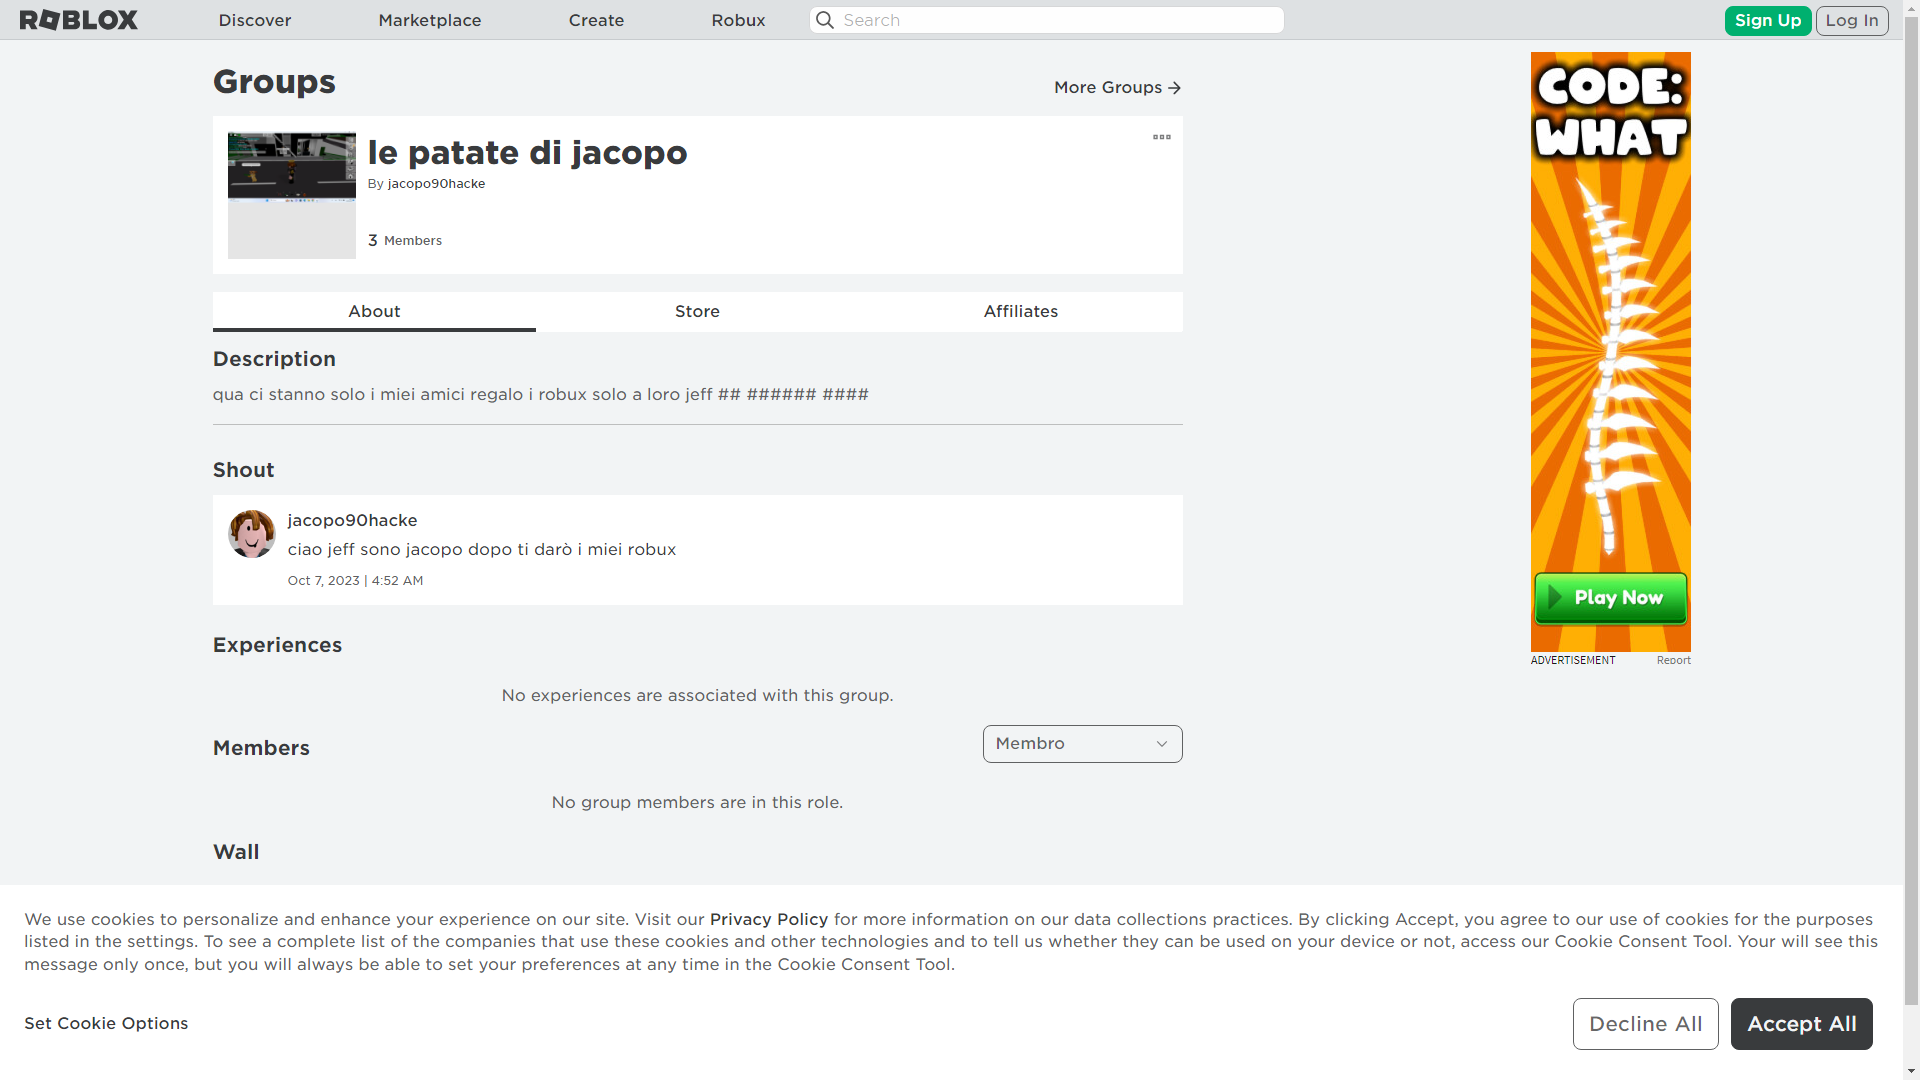 ROBLOX Discover Marketplace Create Robux Search Sign Up Log In
Groups
More Groups
le patate di jacopo
By jacopo90hacke
3 Members
About Store Affiliates
Description
qua ci stanno solo i miei amici regalo i robux solo a loro jeff ## ###### ####
Shout
jacopo90hacke
ciao jeff sono jacopo dopo ti darò i miei robux
Oct 7, 2023 | 4:52 AM
Experiences
No experiences are associated with this group.
Members
Membro
No group members are in this role.
Wall
CODE:
WHAT
Play Now
ADVERTISEMENT Report
We use cookies to personalize and enhance your experience on our site. Visit our Privacy Policy for more information on our data collections practices. By clicking Accept, you agree to our use of cookies for the purposes
listed in the settings. To see a complete list of the companies that use these cookies and other technologies and to tell us whether they can be used on your device or not, access our Cookie Consent Tool. Your will see this
message only once, but you will always be able to set your preferences at any time in the Cookie Consent Tool.
Set Cookie Options
Decline All
Accept All